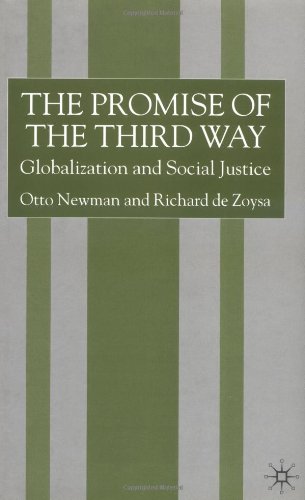 THE PROMISE OF
THE THIRD WAY
Globalization and Social Justice
Otto Newman and Richard de Zoysa